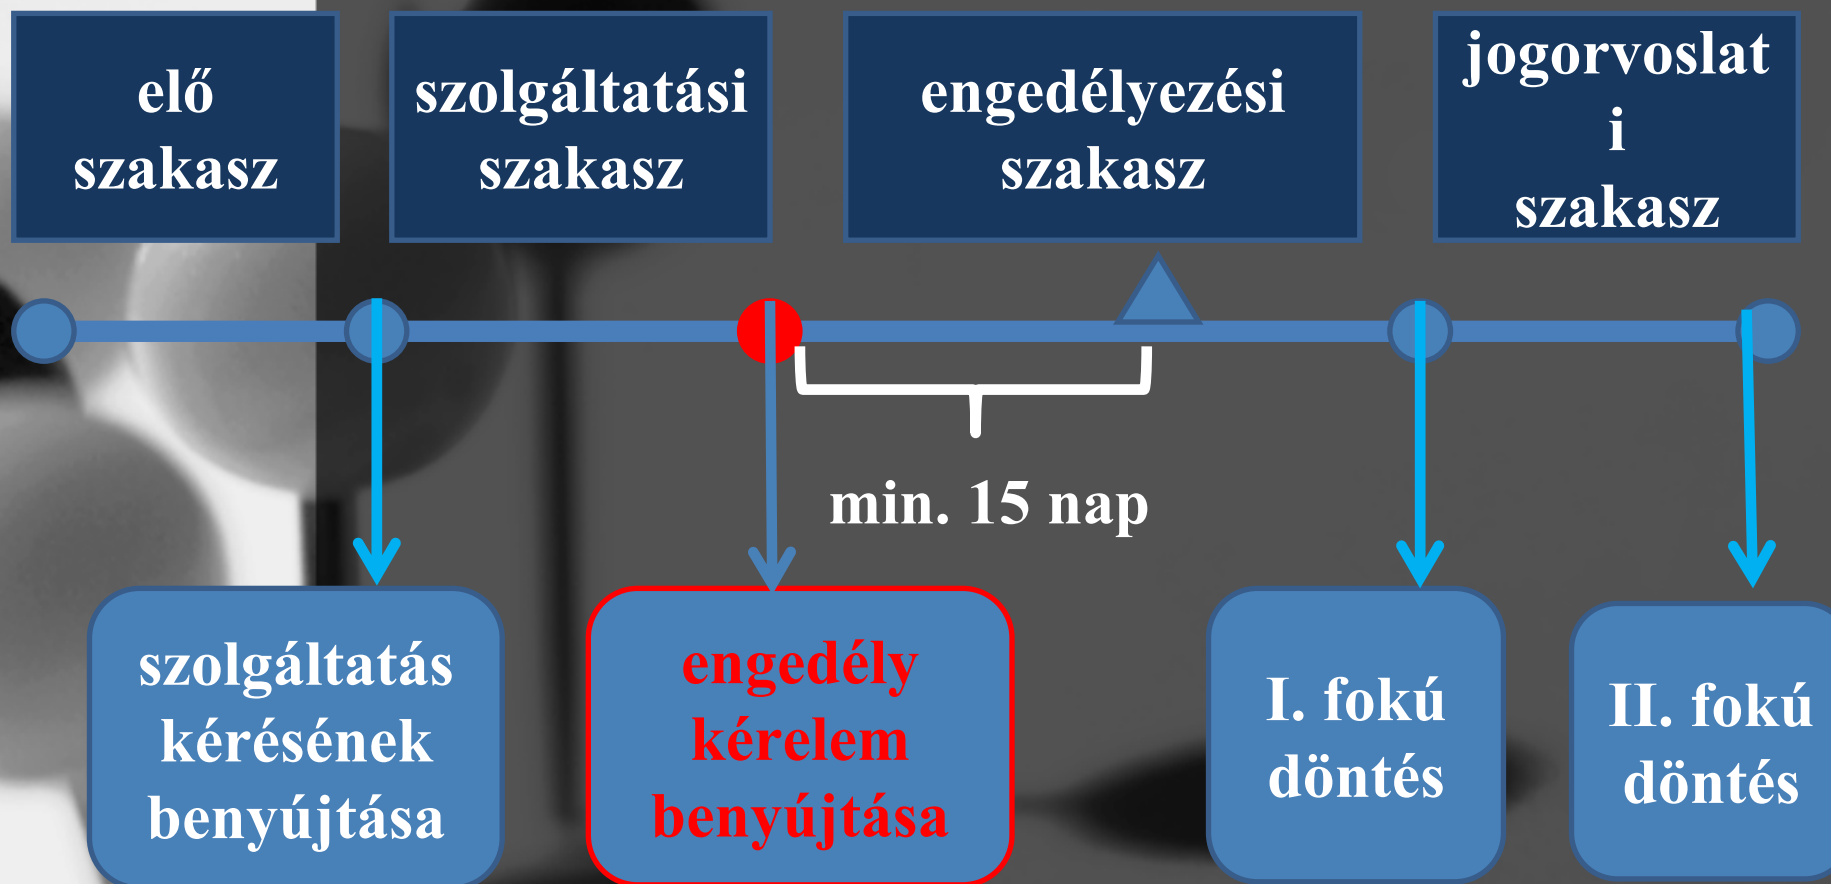 elő
szakasz
szolgáltatási
szakasz
engedélyezési
szakasz
jogorvoslat
i
szakasz
min. 15 nap
szolgáltatás
kérésének
benyújtása
engedély
kérelem
benyújtása
I. fokú
döntés
II. fokú
döntés